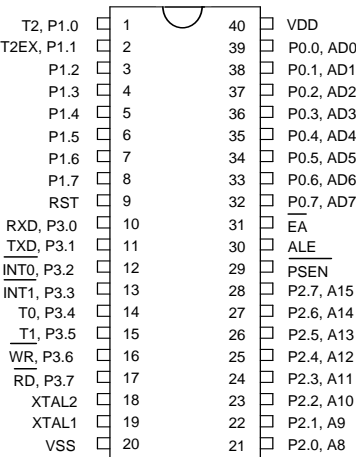 T2, P1.0 1 40 VDD
T2EX, P1.1 2 39 P0.0, AD0
P1.2 3 38 P0.1, AD1
P1.3 4 37 P0.2, AD2
P1.4 5 36 P0.3, AD3
P1.5 6 35 P0.4, AD4
P1.6 7 34 P0.5, AD5
P1.7 8 33 P0.6, AD6
RST 9 32 P0.7, AD7
RXD, P3.0 10 31 EA
TXD, P3.1 11 30 ALE
INT0, P3.2 12 29 PSEN
INT1, P3.3 13 28 P2.7, A15
T0, P3.4 14 27 P2.6, A14
T1, P3.5 15 26 P2.5, A13
WR, P3.6 16 25 P2.4, A12
RD, P3.7 17 24 P2.3, A11
XTAL2 18 23 P2.2, A10
XTAL1 19 22 P2.1, A9
VSS 20 21 P2.0, A8